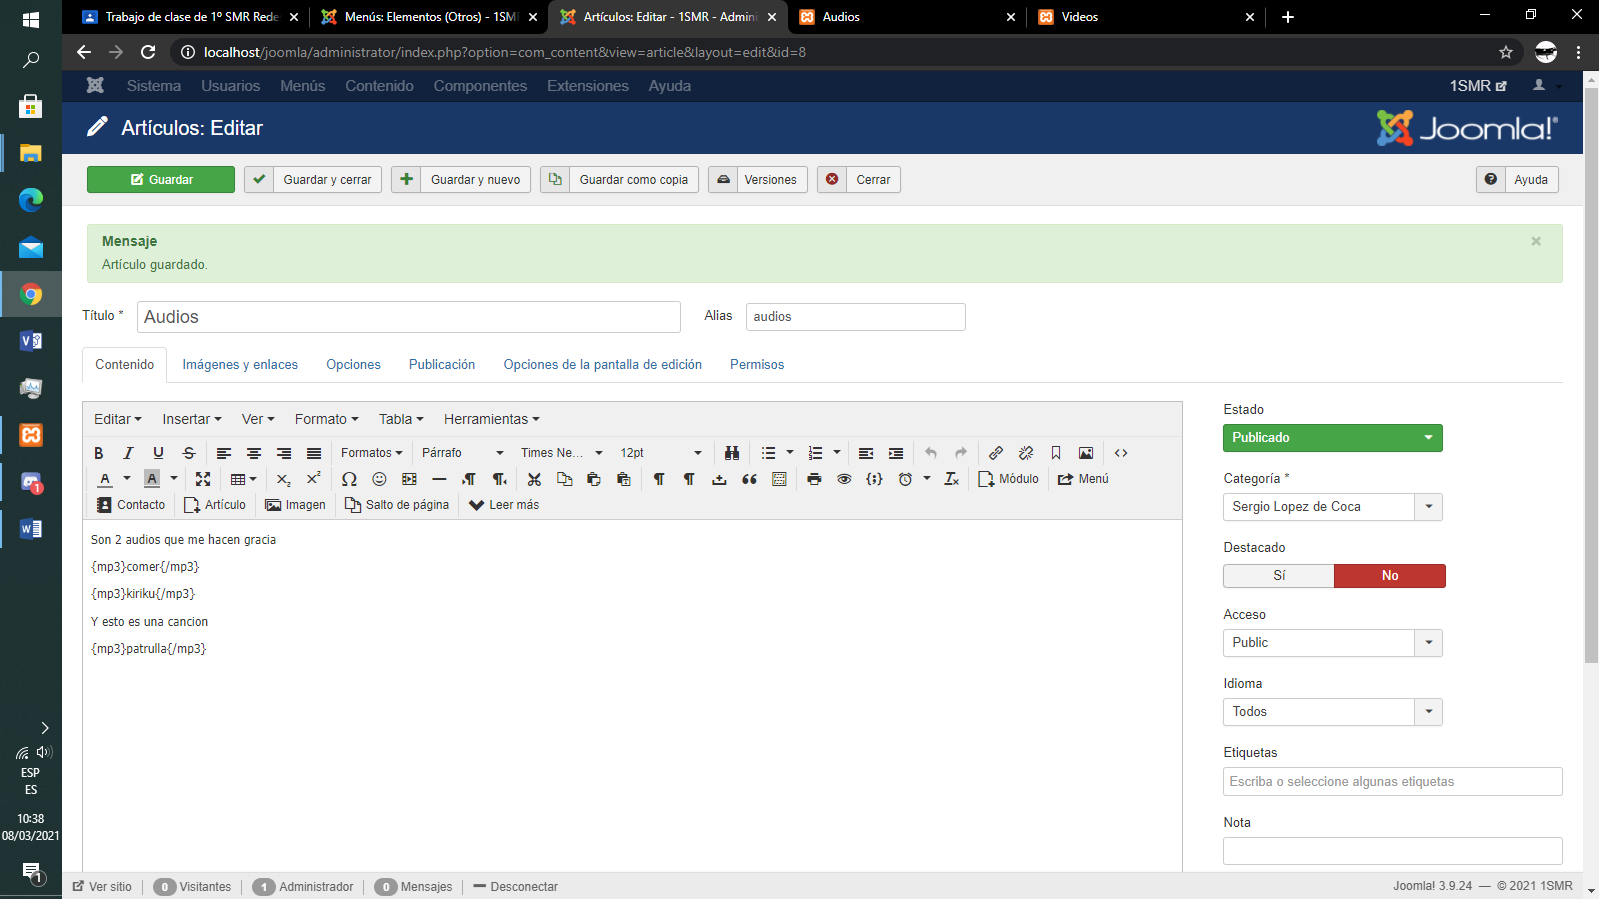 Trabajo de clase de 1º SMR Rede
Menús: Elementos (Otros) - 1SM
Artículos: Editar - 1SMR - Admini
Audios
Videos
localhost/joomla/administrator/index.php?option=com_content&view=article&layout=edit&id=8
Sistema Usuarios Menús Contenido Componentes Extensiones Ayuda
1SMR
Artículos: Editar
Joomla!®
Guardar
Guardar y cerrar
Guardar y nuevo
Guardar como copia
Versiones
Cerrar
Ayuda
Mensaje
Artículo guardado.
Título * Audios
Alias audios
Contenido Imágenes y enlaces Opciones Publicación Opciones de la pantalla de edición Permisos
Editar Insertar Ver Formato Tabla Herramientas
B I U S Formatos Párrafo Times Ne... 12pt
A A Módulo Menú
Contacto Artículo Imagen Salto de página Leer más
Son 2 audios que me hacen gracia
{mp3}comer{/mp3}
{mp3}kiriku{/mp3}
Y esto es una cancion
{mp3}patrulla{/mp3}
Estado
Publicado
Categoría *
Sergio Lopez de Coca
Destacado
Sí No
Acceso
Public
Idioma
Todos
Etiquetas
Escriba o seleccione algunas etiquetas
Nota
ESP
ES
10:38
08/03/2021
1
1
Ver sitio 0 Visitantes 1 Administrador 0 Mensajes Desconectar
Joomla! 3.9.24 — © 2021 1SMR